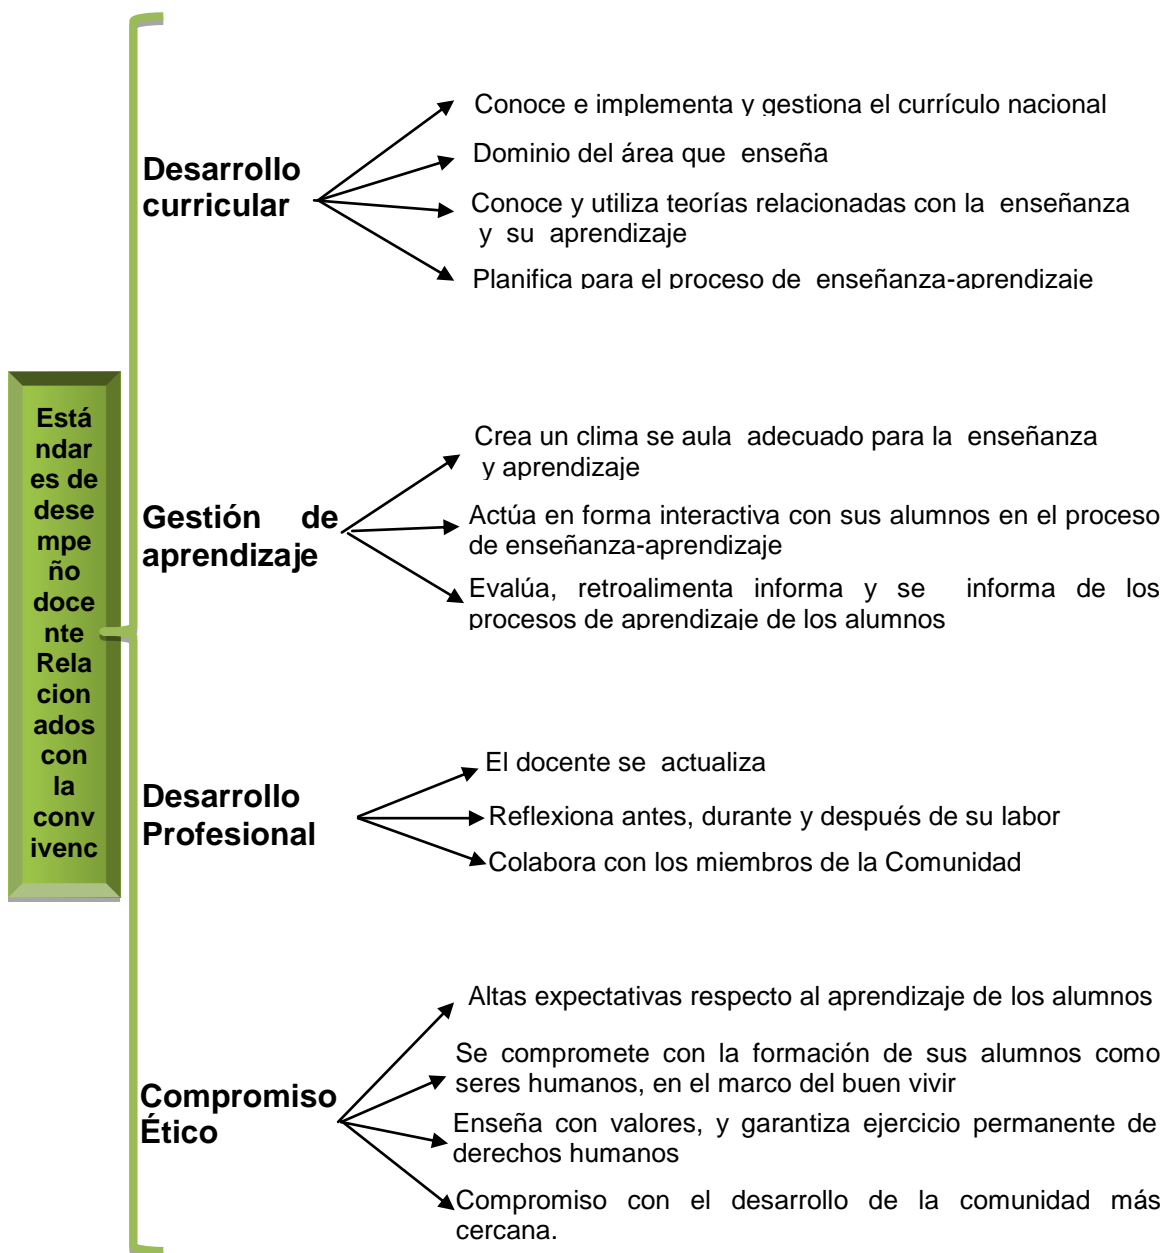 Está
ndar
es de
dese
mpe
ño
doce
nte
Rela
cion
ados
con
la
conv
ivenc
Desarrollo
curricular
Conoce e implementa y gestiona el currículo nacional
Dominio del área que enseña
Conoce y utiliza teorías relacionadas con la enseñanza
y su aprendizaje
Planifica para el proceso de enseñanza-aprendizaje
Gestión de
aprendizaje
Crea un clima se aula adecuado para la enseñanza
y aprendizaje
Actúa en forma interactiva con sus alumnos en el proceso
de enseñanza-aprendizaje
Evalúa, retroalimenta informa y se informa de los
procesos de aprendizaje de los alumnos
Desarrollo
Profesional
El docente se actualiza
Reflexiona antes, durante y después de su labor
Colabora con los miembros de la Comunidad
Compromiso
Ético
Altas expectativas respecto al aprendizaje de los alumnos
Se compromete con la formación de sus alumnos como
seres humanos, en el marco del buen vivir
Enseña con valores, y garantiza ejercicio permanente de
derechos humanos
Compromiso con el desarrollo de la comunidad más
cercana.